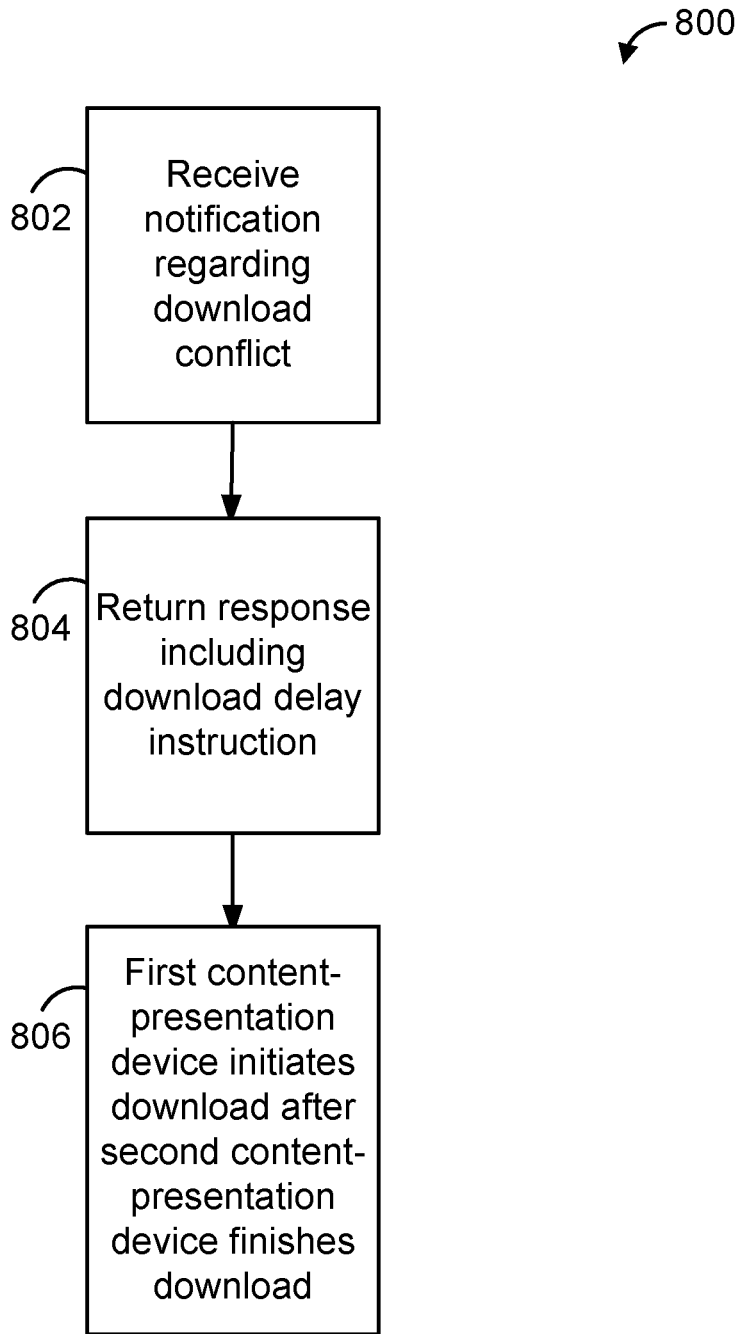 800
802
Receive
notification
regarding
download
conflict
804
Return response
including
download delay
instruction
806
First content-
presentation
device initiates
download after
second content-
presentation
device finishes
download